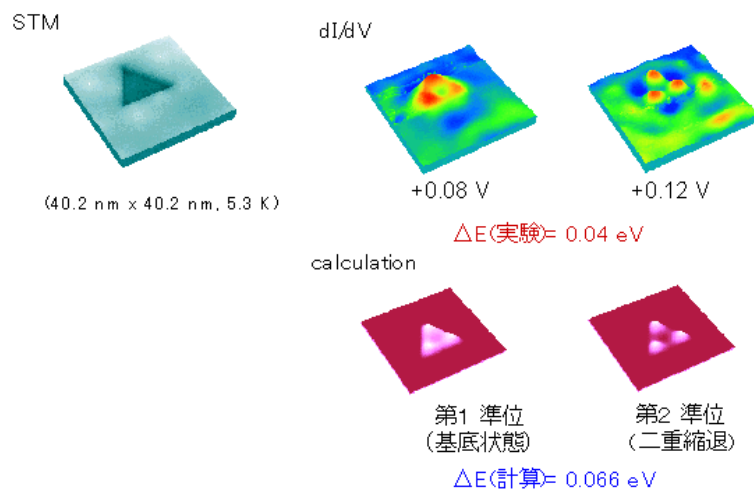 STM
dI/dV
(40.2 nm x 40.2 nm, 5.3 K)
+0.08 V
+0.12 V
△E(実験)= 0.04 eV
calculation
第1 準位
(基底状態)
第2 準位
(二重縮退)
△E(計算)= 0.066 eV